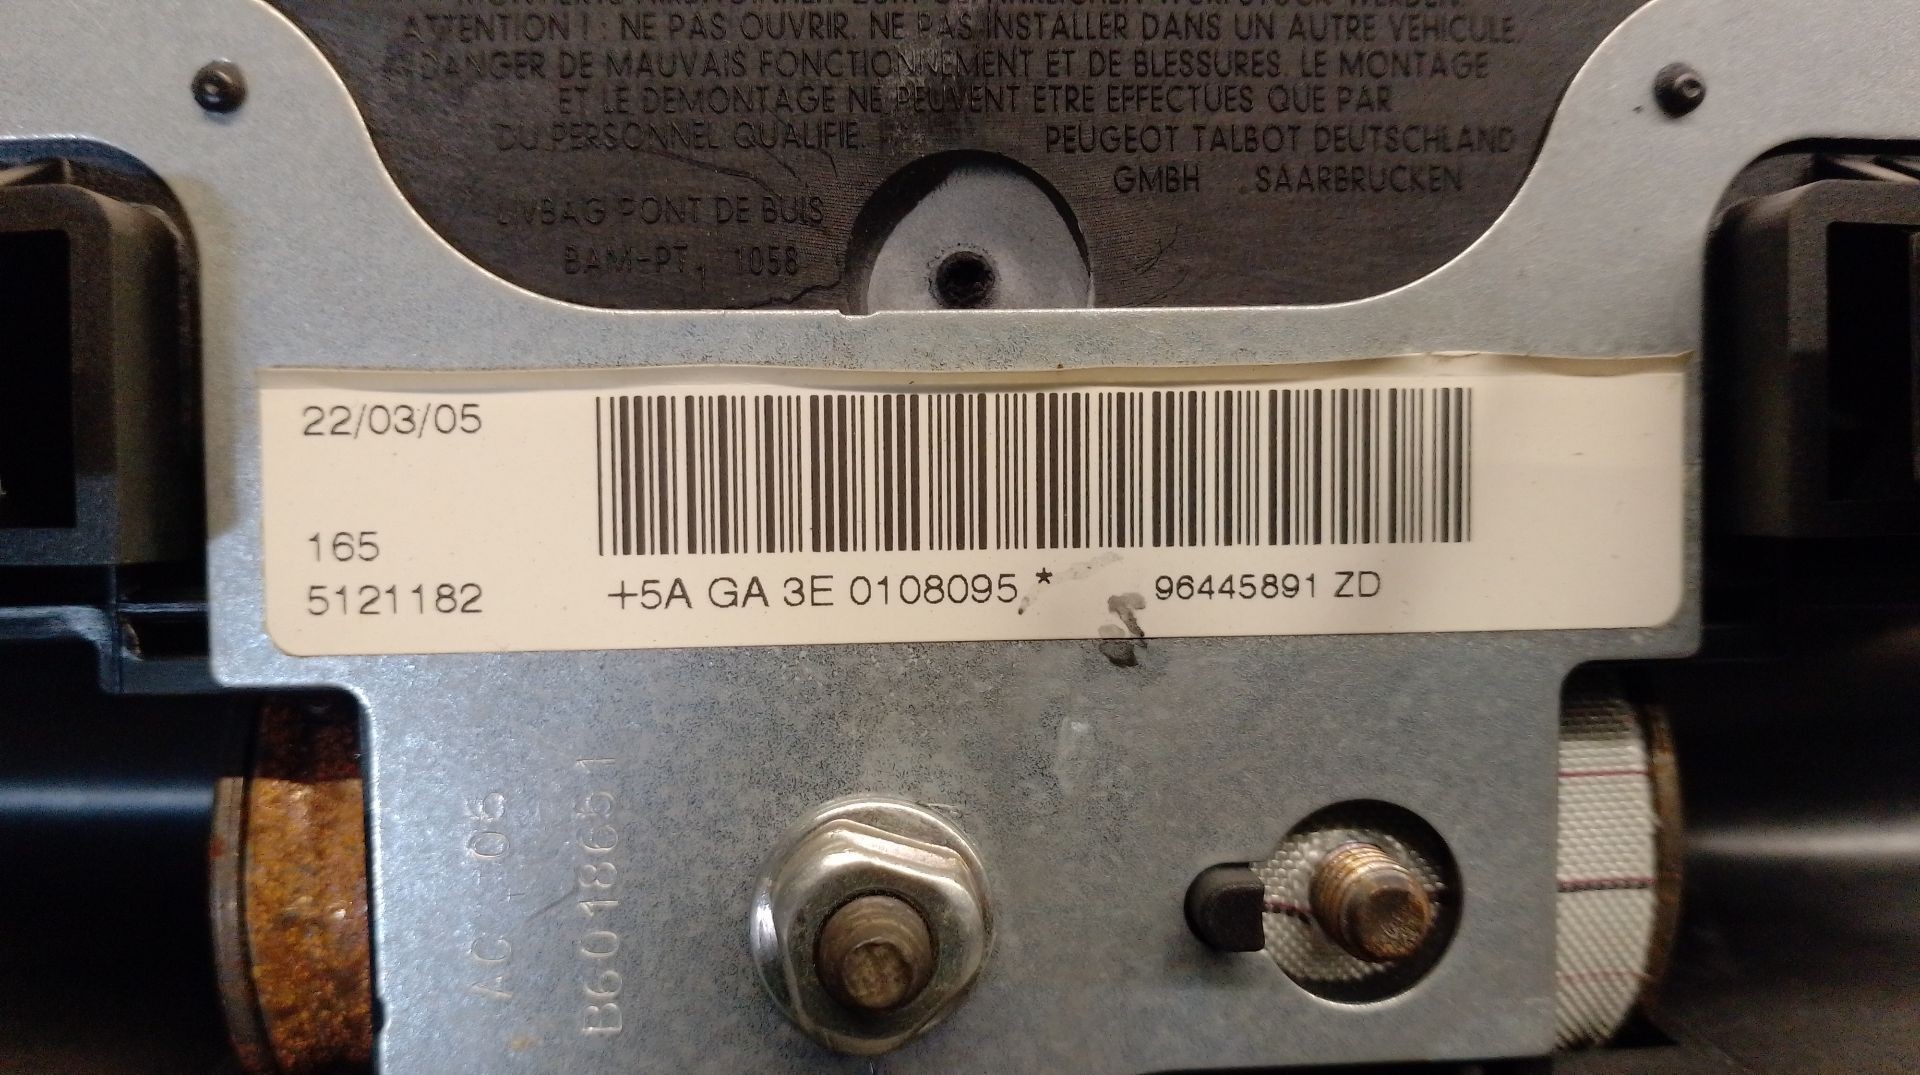 ATTENTION ! : NE PAS OUVRIR. NE PAS INSTALLER DANS UN AUTRE VEHICULE.
DANGER DE MAUVAIS FONCTIONNEMENT ET DE BLESSURES. LE MONTAGE
ET LE DEMONTAGE NE PEUVENT ETRE EFFECTUES QUE PAR
DU PERSONNEL QUALIFIE.
PEUGEOT TALBOT DEUTSCHLAND
GMBH SAARBRUCKEN
LIVBAG PONT DE BUIS
BAM-PT1 1058
22/03/05
165
5121182
+5A GA 3E 0108095 *
96445891 ZD
B6018651